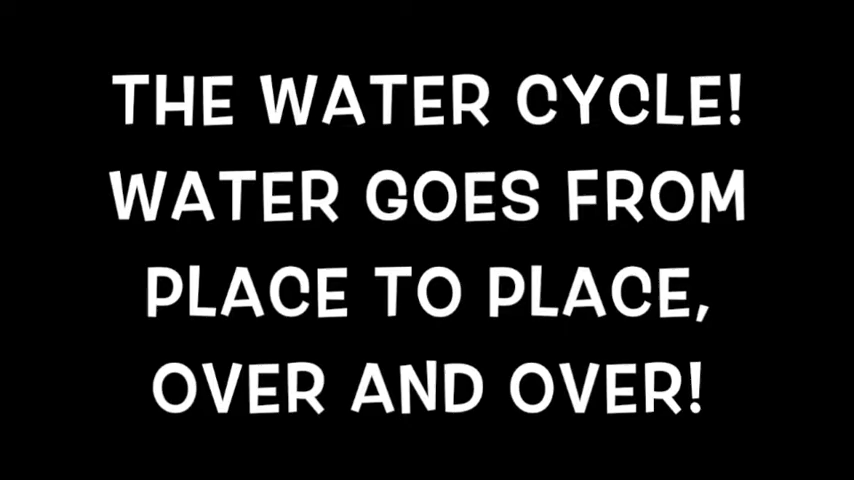 THE WATER CYCLE!
WATER GOES FROM
PLACE TO PLACE,
OVER AND OVER!